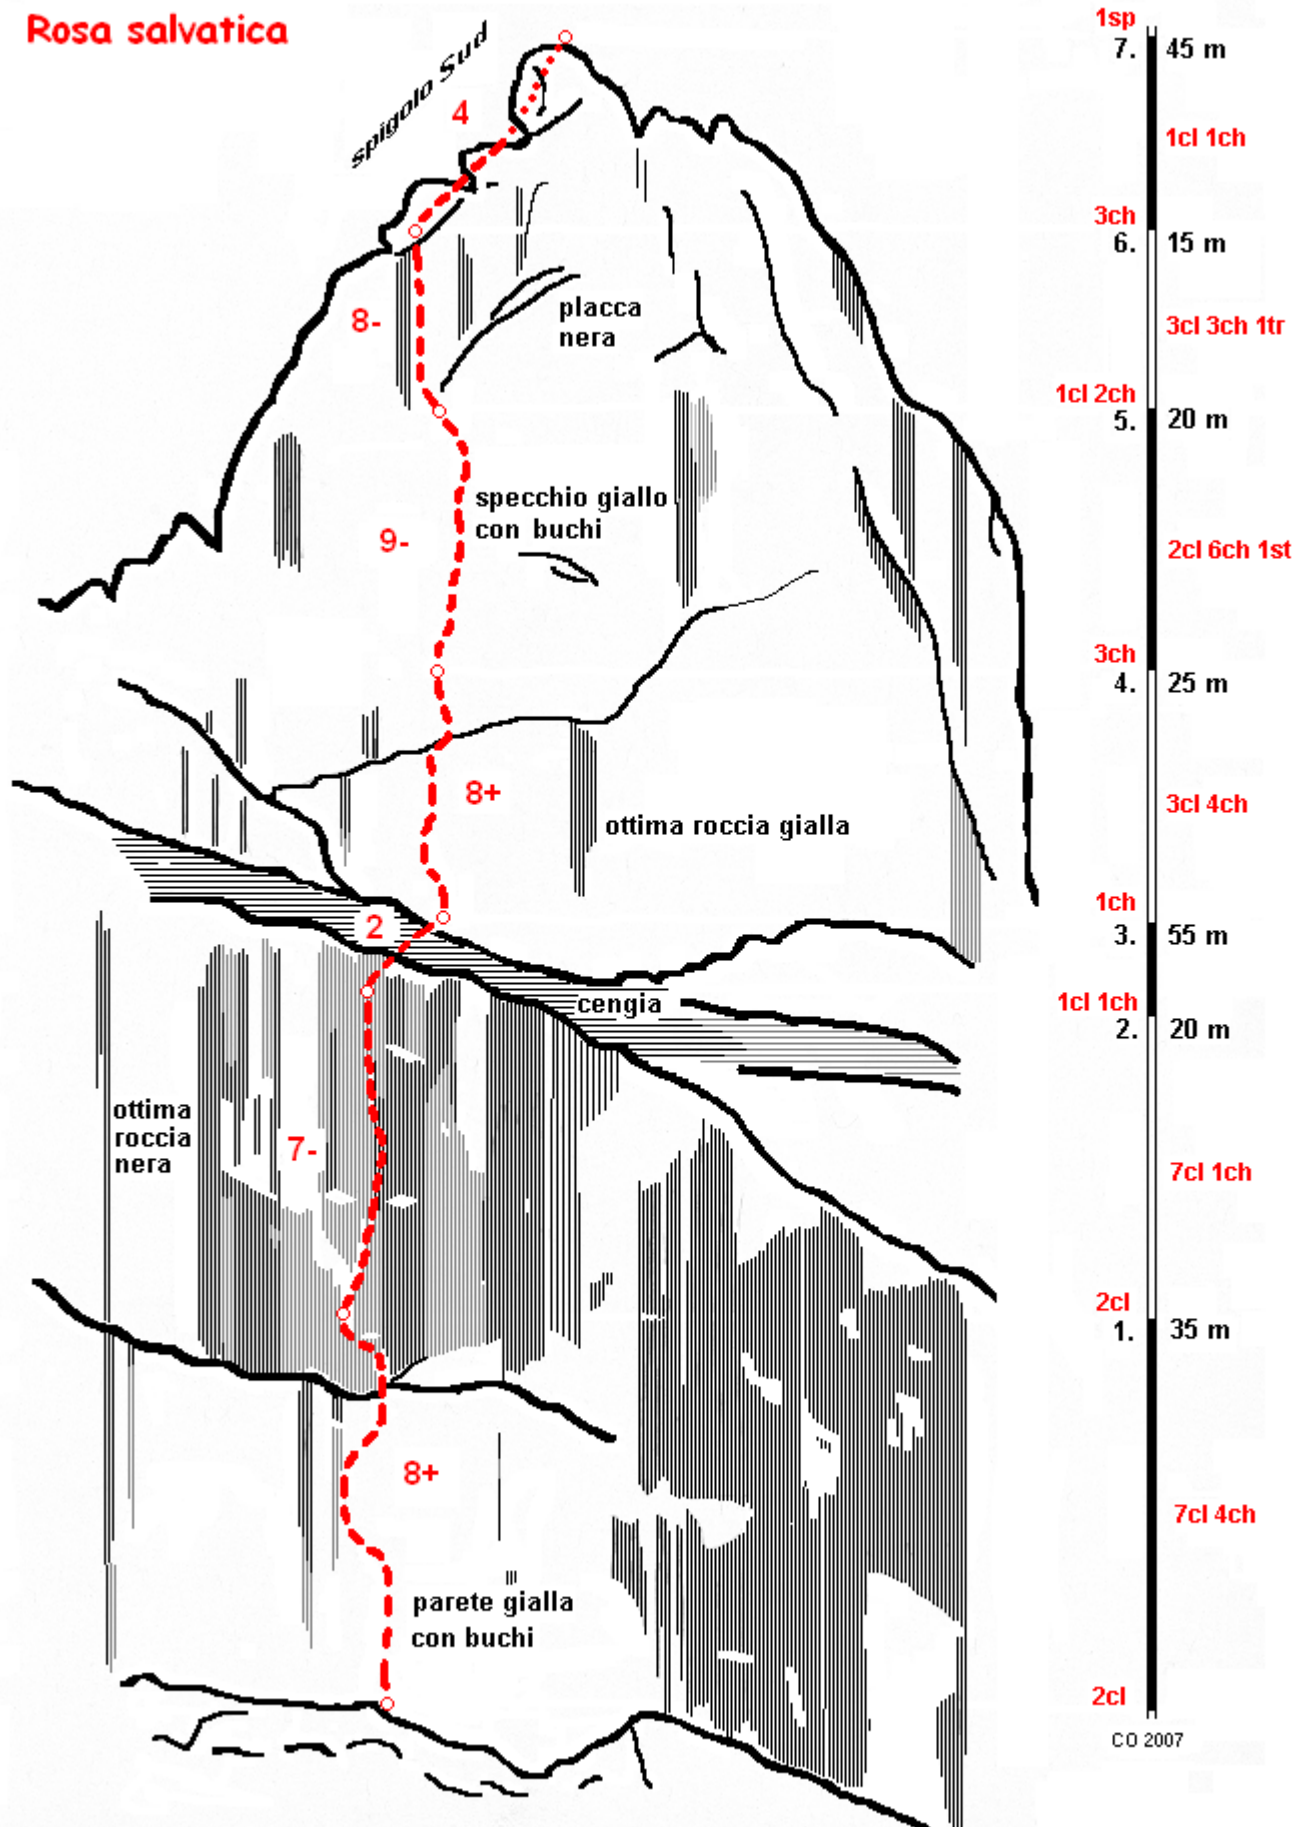 Rosa salvatica
spigolo Sud
1sp
7. 45 m
4
1cl 1ch
3ch
6. 15 m
8-
placca
nera
3cl 3ch 1tr
1cl 2ch
5. 20 m
specchio giallo
con buchi
9-
2cl 6ch 1st
3ch
4. 25 m
8+
3cl 4ch
ottima roccia gialla
1ch
2
3. 55 m
cengia
1cl 1ch
2. 20 m
ottima
roccia
nera
7-
7cl 1ch
2cl
1. 35 m
8+
7cl 4ch
parete gialla
con buchi
2cl
CO 2007